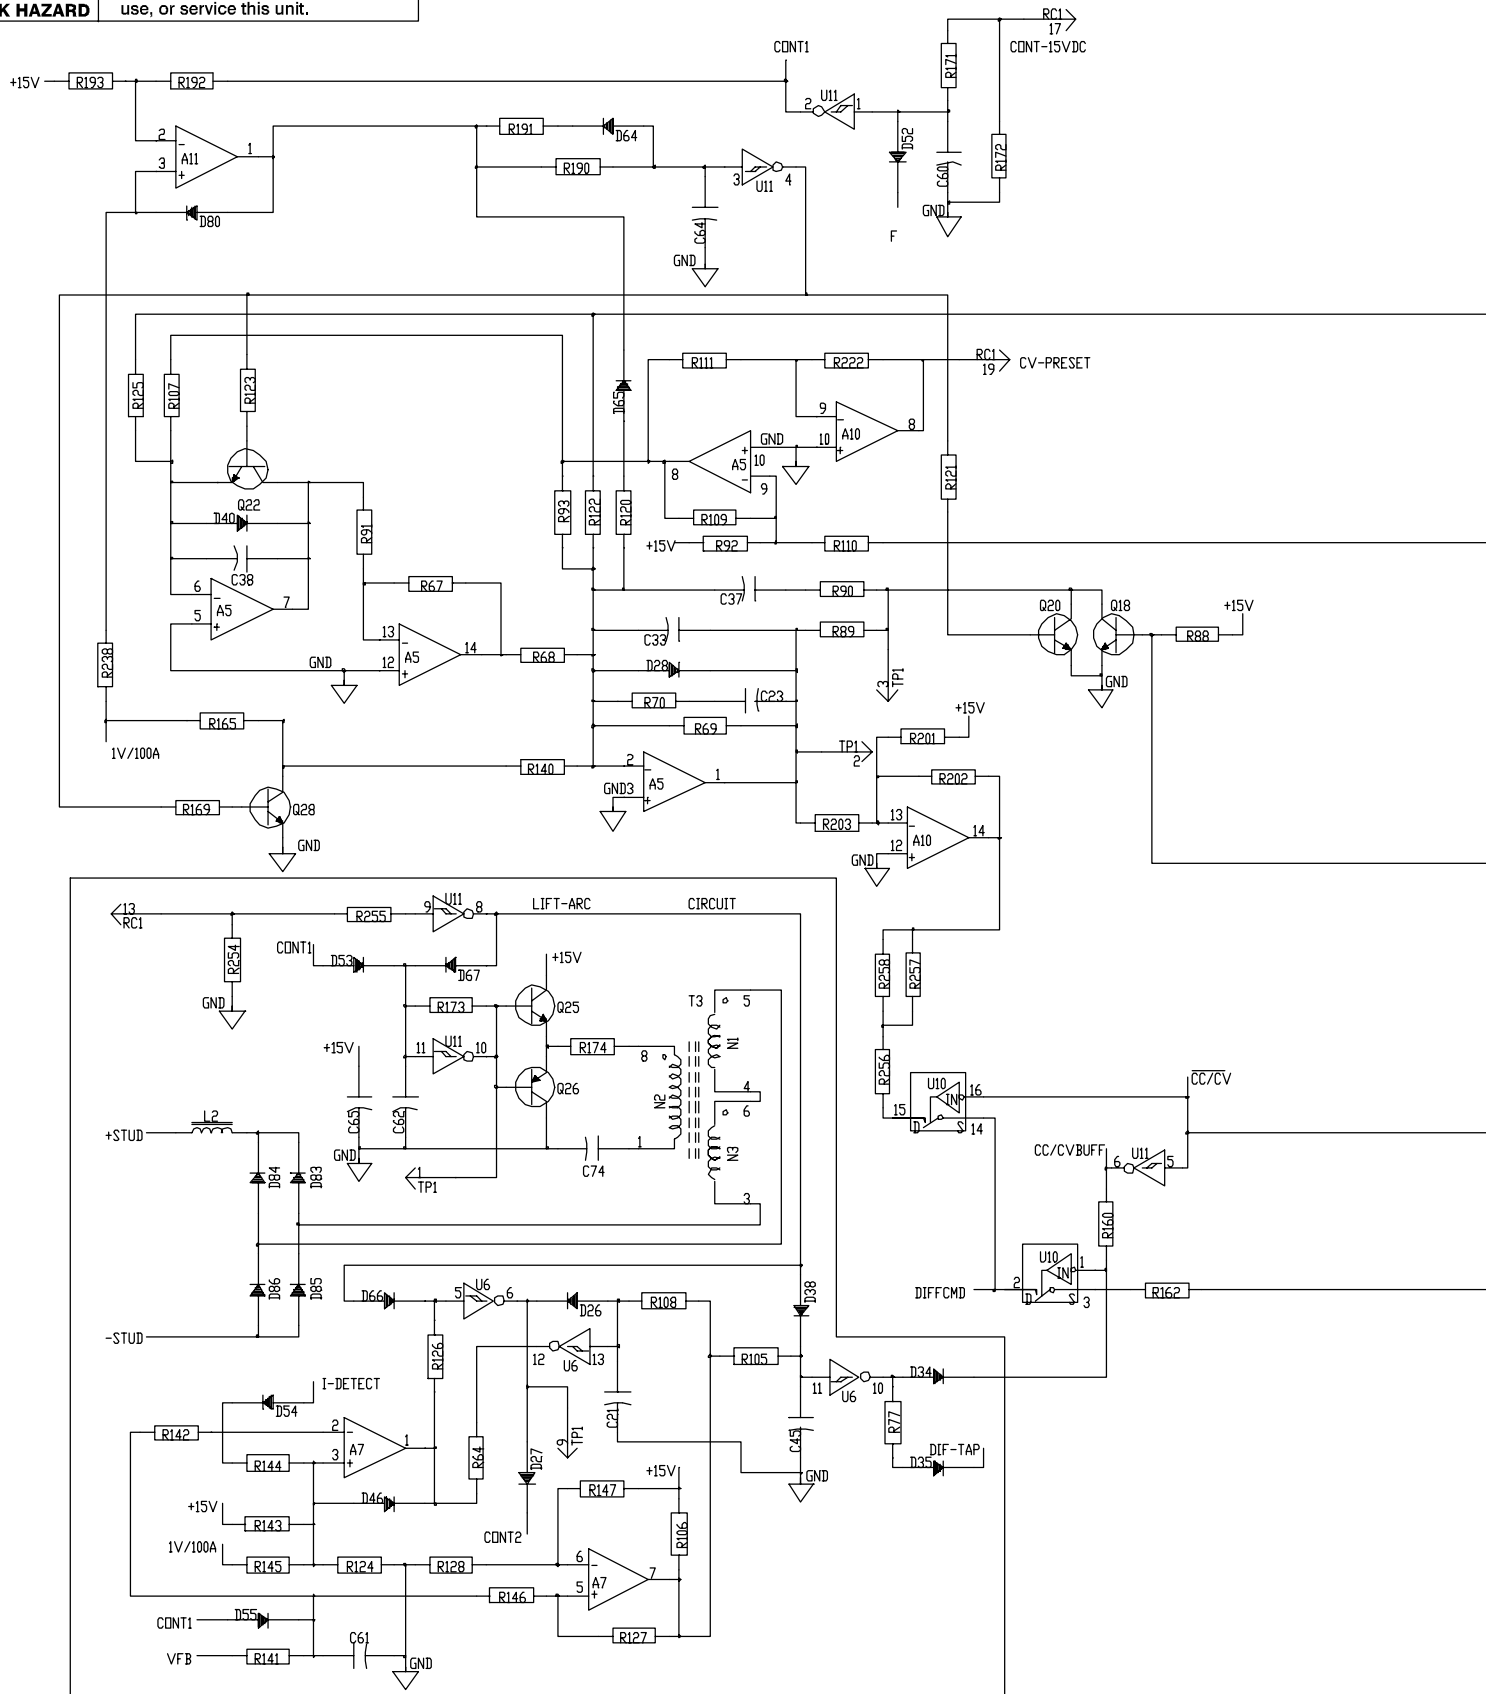 K HAZARD
use, or service this unit.
RC1
17
CONT-15VDC
CONT1
+15V
R193
R192
R171
U11
2
1
D52
C60
R172
GND
F
2
3
A11
1
R191
D64
R190
3
U11
4
D80
C64
GND
R125
R107
R123
D65
R111
R222
RC1
19
CV-PRESET
9
10
A10
8
GND
A5
10
9
8
Q22
D40
C38
R91
R93
R122
R120
R109
+15V
R92
R110
R121
6
5
A5
7
R67
C37
R90
Q20
Q18
+15V
R88
13
12
A5
14
GND
R68
C33
R89
D28
3
TP1
GND
R238
R70
C23
R69
+15V
R201
R165
1V/100A
TP1
2
R202
R140
2
A5
1
GND3
R169
Q28
GND
R203
13
12
A10
14
GND
13
RC1
R255
9
U11
8
LIFT-ARC
CIRCUIT
R254
CONT1
D53
D67
+15V
GND
R173
Q25
T3
5
N1
R258
R257
+15V
11
U11
10
R174
8
R256
Q26
N2
4
6
C65
C62
N3
3
GND
C74
1
1
TP1
L2
+STUD
D84
D83
D86
D85
-STUD
U10
IN
16
15
D
S
14
CC/CV
CC/CVBUFF
U11
6
5
R160
U10
IN
1
DIFFCMD
2
D
S
3
R162
D66
5
U6
6
D26
R108
D38
R126
12
U6
13
R105
11
U6
10
D34
I-DETECT
D54
C21
C45
R77
DIF-TAP
D35
R142
2
3
A7
1
R144
R64
9
TP1
D27
GND
D46
+15V
R143
+15V
R147
R106
CONT2
1V/100A
R145
R124
R128
6
5
A7
7
R146
D55
CONT1
R127
C61
VFB
R141
GND